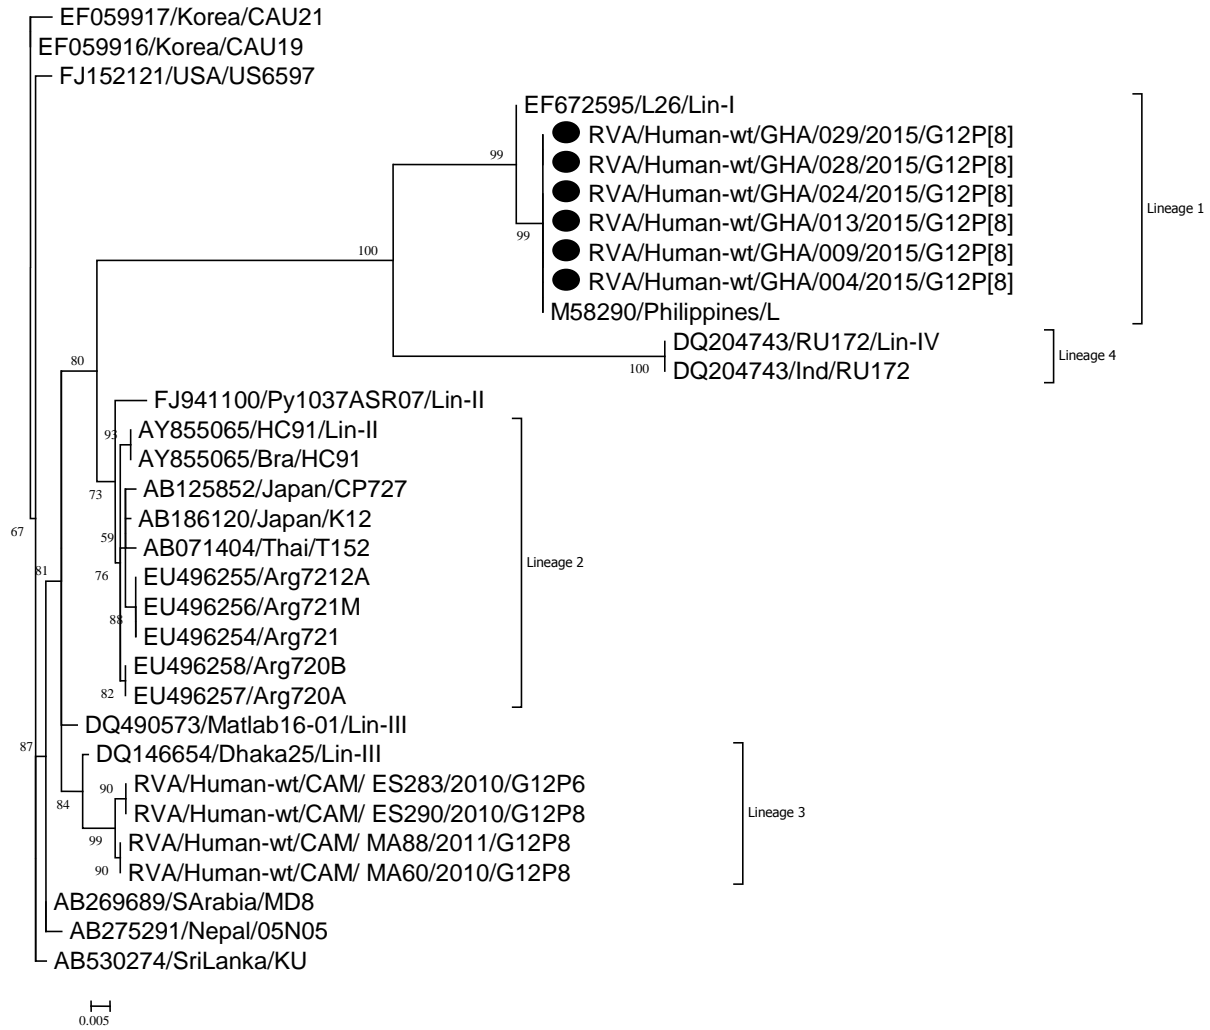 EF059917/Korea/CAU21
EF059916/Korea/CAU19
FJ152121/USA/US6597
EF672595/L26/Lin-I
RVA/Human-wt/GHA/029/2015/G12P[8]
99
RVA/Human-wt/GHA/028/2015/G12P[8]
RVA/Human-wt/GHA/024/2015/G12P[8]
Lineage 1
RVA/Human-wt/GHA/013/2015/G12P[8]
99
100
RVA/Human-wt/GHA/009/2015/G12P[8]
RVA/Human-wt/GHA/004/2015/G12P[8]
M58290/Philippines/L
DQ204743/RU172/Lin-IV
Lineage 4
80
100
DQ204743/Ind/RU172
FJ941100/Py1037ASR07/Lin-II
93
AY855065/HC91/Lin-II
AY855065/Bra/HC91
73
AB125852/Japan/CP727
AB186120/Japan/K12
67
59
AB071404/Thai/T152
Lineage 2
81
76
EU496255/Arg7212A
EU496256/Arg721M
88
EU496254/Arg721
EU496258/Arg720B
82
EU496257/Arg720A
DQ490573/Matlab16-01/Lin-III
87
DQ146654/Dhaka25/Lin-III
90
RVA/Human-wt/CAM/ ES283/2010/G12P6
84
RVA/Human-wt/CAM/ ES290/2010/G12P8
Lineage 3
99
RVA/Human-wt/CAM/ MA88/2011/G12P8
90
RVA/Human-wt/CAM/ MA60/2010/G12P8
AB269689/SArabia/MD8
AB275291/Nepal/05N05
AB530274/SriLanka/KU
0.005